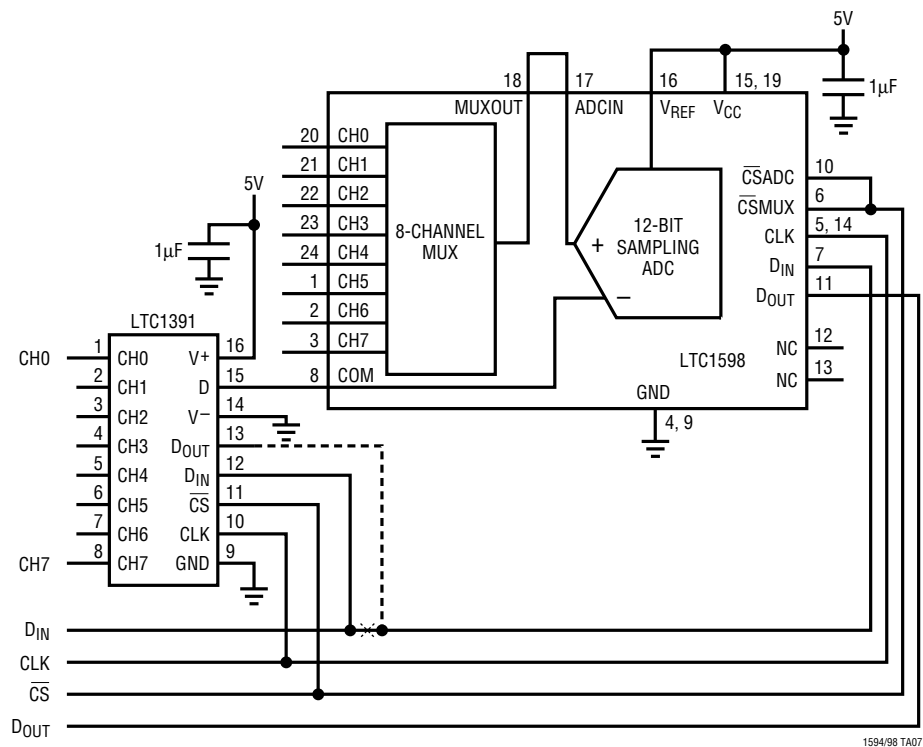 5V
1µF
18
17
16
15, 19
MUXOUT
ADCIN
VREF
VCC
20 CH0
21 CH1
22 CH2
23 CH3
24 CH4
1 CH5
2 CH6
3 CH7
8 COM
8-CHANNEL
MUX
+
12-BIT
SAMPLING
ADC
–
C̅S̅ADC 10
C̅S̅MUX 6
CLK 5, 14
DIN 7
DOUT 11
NC 12
NC 13
LTC1598
GND
4, 9
5V
1µF
LTC1391
CH0 1 CH0 V+ 16
2 CH1 D 15
3 CH2 V– 14
4 CH3 DOUT 13
5 CH4 DIN 12
6 CH5 C̅S̅ 11
7 CH6 CLK 10
CH7 8 CH7 GND 9
DIN
CLK
C̅S̅
DOUT
1594/98 TA07